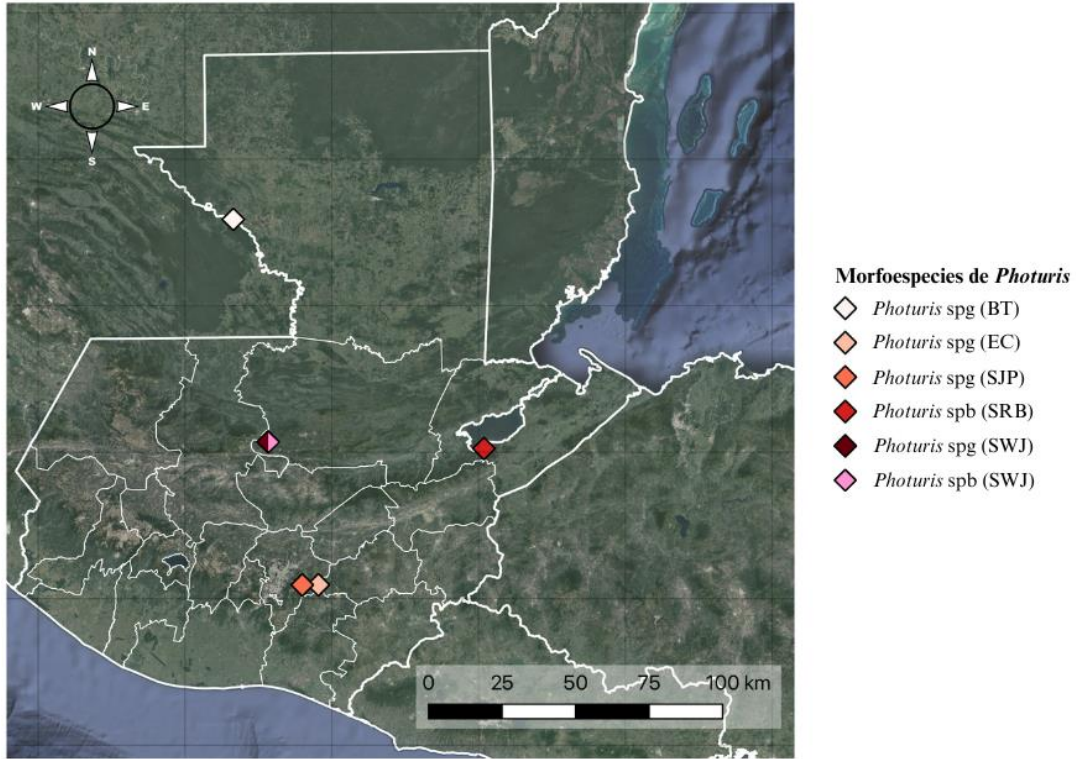 N
W E
S
Morfoespecies de Photuris
Photuris spg (BT)
Photuris spg (EC)
Photuris spg (SJP)
Photuris spb (SRB)
Photuris spg (SWJ)
Photuris spb (SWJ)
0 25 50 75 100 km